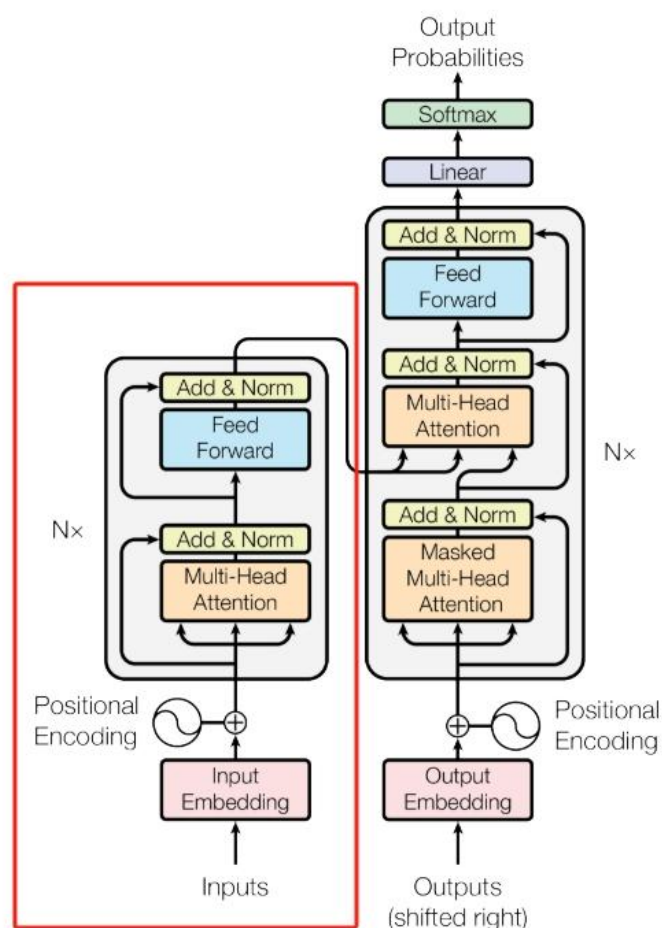 Output
Probabilities
Softmax
Linear
Add & Norm
Feed
Forward
Add & Norm
Multi-Head
Attention
Add & Norm
Masked
Multi-Head
Attention
N×
Positional
Encoding
Output
Embedding
Outputs
(shifted right)
Add & Norm
Feed
Forward
Add & Norm
Multi-Head
Attention
N×
Positional
Encoding
Input
Embedding
Inputs